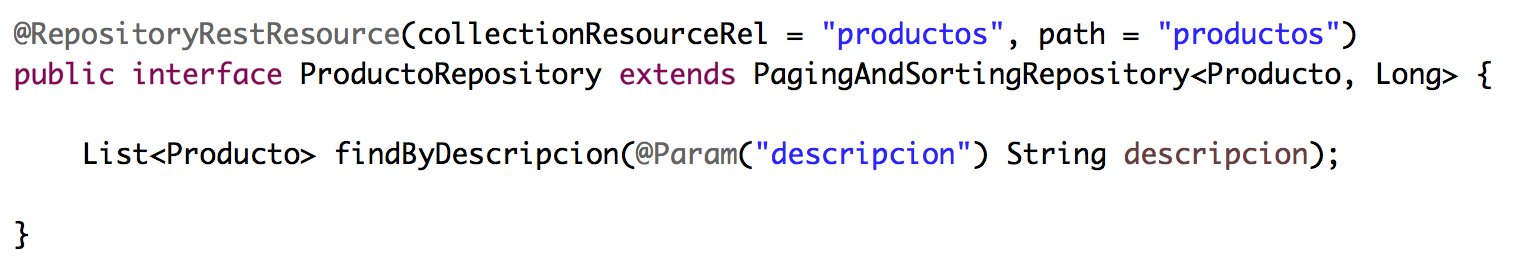 @RepositoryRestResource(collectionResourceRel = "productos", path = "productos")
public interface ProductoRepository extends PagingAndSortingRepository<Producto, Long> {
List<Producto> findByDescripcion(@Param("descripcion") String descripcion);
}